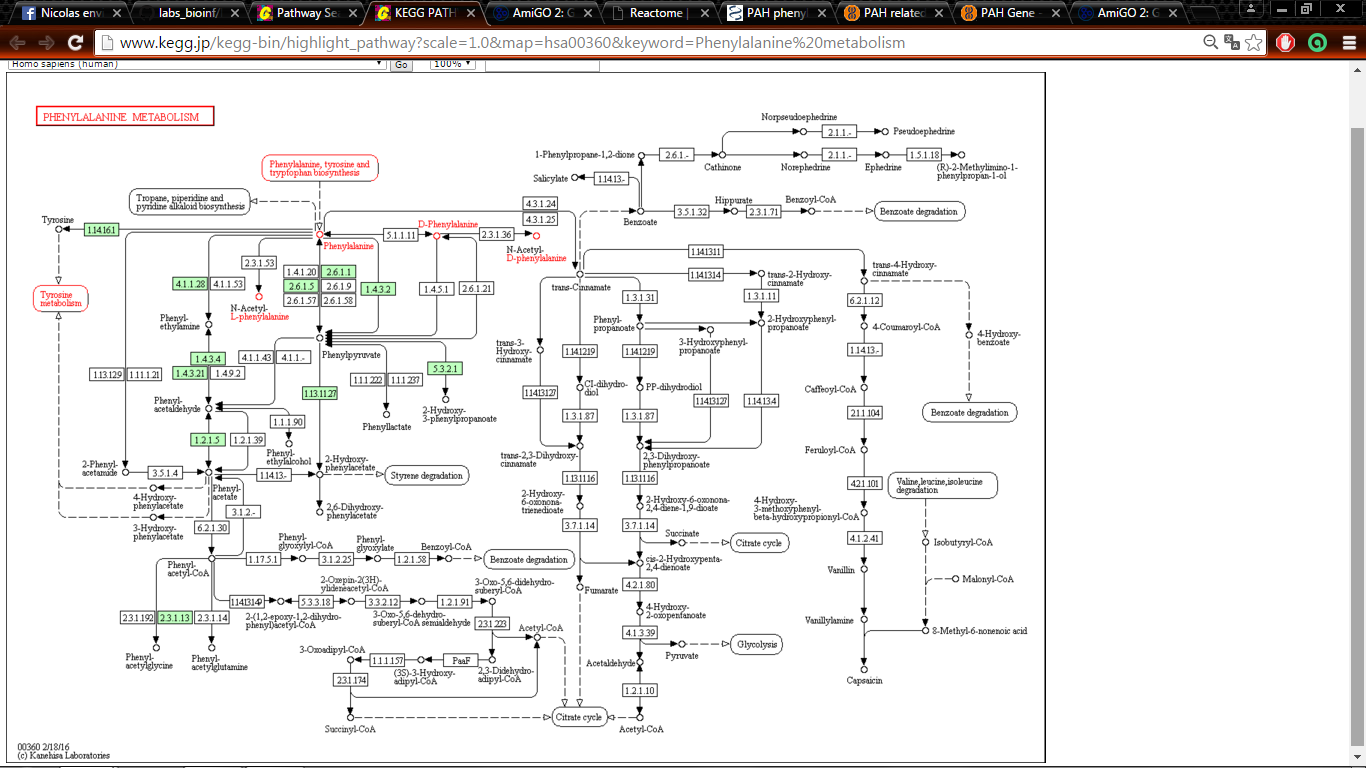 Nicolas env
labs_bioinf/
Pathway Sea
KEGG PATH
AmiGO 2: G
Reactome |
PAH pheny
PAH related
PAH Gene -
AmiGO 2: G
www.kegg.jp/kegg-bin/highlight_pathway?scale=1.0&map=hsa00360&keyword=Phenylalanine%20metabolism
Homo sapiens (human)
Go
100%
PHENYLALANINE METABOLISM
Phenylalanine, tyrosine and
tryptophan biosynthesis
Tropane, piperidine and
pyridine alkaloid biosynthesis
Tyrosine
1.14.16.1
Tyrosine
metabolism
Phenylalanine
5.1.1.11
D-Phenylalanine
2.3.1.36
N-Acetyl-
D-phenylalanine
4.3.1.24
4.3.1.25
2.3.1.53
N-Acetyl-
L-phenylalanine
1.4.1.20
2.6.1.1
2.6.1.5
2.6.1.9
2.6.1.57
2.6.1.58
1.4.3.2
1.4.5.1
2.6.1.21
4.1.1.28
4.1.1.53
Phenyl-
ethylamine
1.4.3.4
1.4.3.21
1.4.9.2
4.1.1.43
4.1.1.-
Phenylpyruvate
1.13.11.27
1.1.1.222
1.1.1.237
Phenyllactate
5.3.2.1
2-Hydroxy-
3-phenylpropanoate
1.13.12.9
1.11.1.21
Phenyl-
acetaldehyde
1.2.1.5
1.2.1.39
1.1.1.90
Phenyl-
ethylalcohol
2-Phenyl-
acetamide
3.5.1.4
Phenyl-
acetate
1.14.13.-
2-Hydroxy-
phenylacetate
Styrene degradation
2,6-Dihydroxy-
phenylacetate
4-Hydroxy-
phenylacetate
3-Hydroxy-
phenylacetate
3.1.2.-
6.2.1.30
Phenyl-
acetyl-CoA
1.17.5.1
Phenyl-
glyoxylyl-CoA
3.1.2.25
Phenyl-
glyoxylate
1.2.1.58
Benzoyl-CoA
Benzoate degradation
1.14.13.149
2-(1,2-epoxy-1,2-dihydro-
phenyl)acetyl-CoA
5.3.3.18
2-Oxepin-2(3H)-
ylideneacetyl-CoA
3.3.2.12
3-Oxo-5,6-dehydro-
suberyl-CoA semialdehyde
1.2.1.91
3-Oxo-5,6-didehydro-
suberyl-CoA
2.3.1.223
2.3.1.192
2.3.1.13
2.3.1.14
Phenyl-
acetylglycine
Phenyl-
acetylglutamine
Acetyl-CoA
3-Oxoadipyl-CoA
1.1.1.157
(3S)-3-Hydroxy-
adipyl-CoA
PaaF
2,3-Didehydro-
adipyl-CoA
2.3.1.174
Succinyl-CoA
Citrate cycle
Acetyl-CoA
Norpseudoephedrine
2.1.1.-
Pseudoephedrine
1-Phenylpropane-1,2-dione
2.6.1.-
Cathinone
Norephedrine
2.1.1.-
Ephedrine
1.5.1.18
(R)-2-Methylimino-1-
phenylpropan-1-ol
Salicylate
1.14.13.-
Benzoate
3.5.1.32
Hippurate
2.3.1.71
Benzoyl-CoA
Benzoate degradation
trans-Cinnamate
1.14.13.11
1.14.13.14
trans-2-Hydroxy-
cinnamate
trans-4-Hydroxy-
cinnamate
1.3.1.31
1.3.1.11
Phenyl-
propanoate
2-Hydroxyphenyl-
propanoate
3-Hydroxyphenyl-
propanoate
trans-3-
Hydroxy-
cinnamate
1.14.12.19
1.14.12.19
1.14.13.127
CI-dihydro-
diol
PP-dihydrodiol
1.14.13.127
1.14.13.4
1.3.1.87
1.3.1.87
trans-2,3-Dihydroxy-
cinnamate
2,3-Dihydroxy-
phenylpropanoate
1.13.11.16
1.13.11.16
2-Hydroxy-
6-oxonona-
trienedioate
2-Hydroxy-6-oxonona-
2,4-diene-1,9-dioate
3.7.1.14
3.7.1.14
Succinate
Citrate cycle
cis-2-Hydroxypenta-
2,4-dienoate
Fumarate
4.2.1.80
4-Hydroxy-
2-oxopentanoate
4.1.3.39
Pyruvate
Glycolysis
Acetaldehyde
1.2.1.10
6.2.1.12
4-Coumaroyl-CoA
4-Hydroxy-
benzoate
1.14.13.-
Caffeoyl-CoA
Benzoate degradation
2.1.1.104
Feruloyl-CoA
4.2.1.101
Valine,leucine,isoleucine
degradation
4-Hydroxy-
3-methoxyphenyl-
beta-hydroxypropionyl-CoA
4.1.2.41
Isobutyryl-CoA
Vanillin
Malonyl-CoA
Vanillylamine
8-Methyl-6-nonenoic acid
Capsaicin
00360 2/18/16
(c) Kanehisa Laboratories